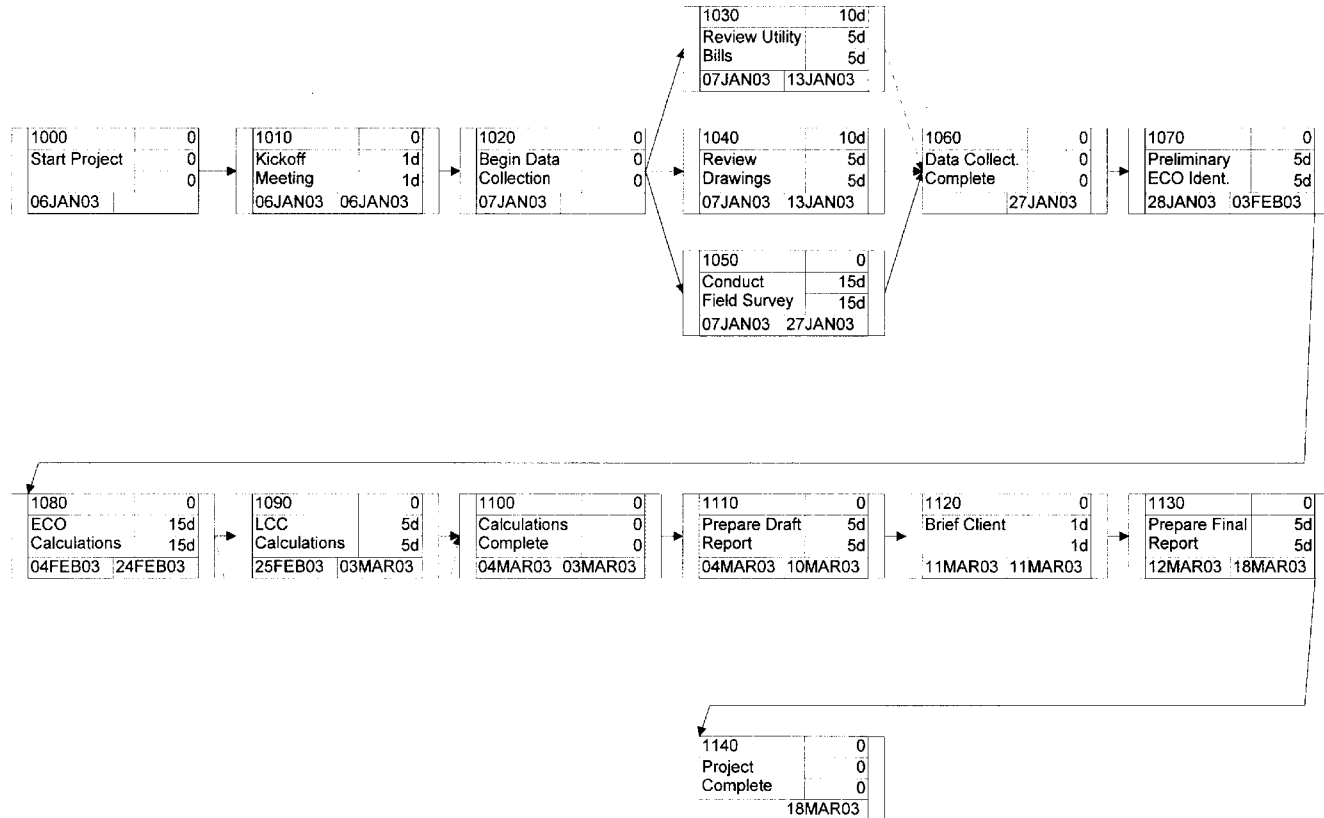 1030 10d
Review Utility 5d
Bills 5d
07JAN03 13JAN03
1000 0
Start Project 0
0
06JAN03
1010 0
Kickoff 1d
Meeting 1d
06JAN03 06JAN03
1020 0
Begin Data 0
Collection 0
07JAN03
1040 10d
Review 5d
Drawings 5d
07JAN03 13JAN03
1060 0
Data Collect. 0
Complete 0
27JAN03
1070 0
Preliminary 5d
ECO Ident. 5d
28JAN03 03FEB03
1050 0
Conduct 15d
Field Survey 15d
07JAN03 27JAN03
1080 0
ECO 15d
Calculations 15d
04FEB03 24FEB03
1090 0
LCC 5d
Calculations 5d
25FEB03 03MAR03
1100 0
Calculations 0
Complete 0
04MAR03 03MAR03
1110 0
Prepare Draft 5d
Report 5d
04MAR03 10MAR03
1120 0
Brief Client 1d
1d
11MAR03 11MAR03
1130 0
Prepare Final 5d
Report 5d
12MAR03 18MAR03
1140 0
Project 0
Complete 0
18MAR03